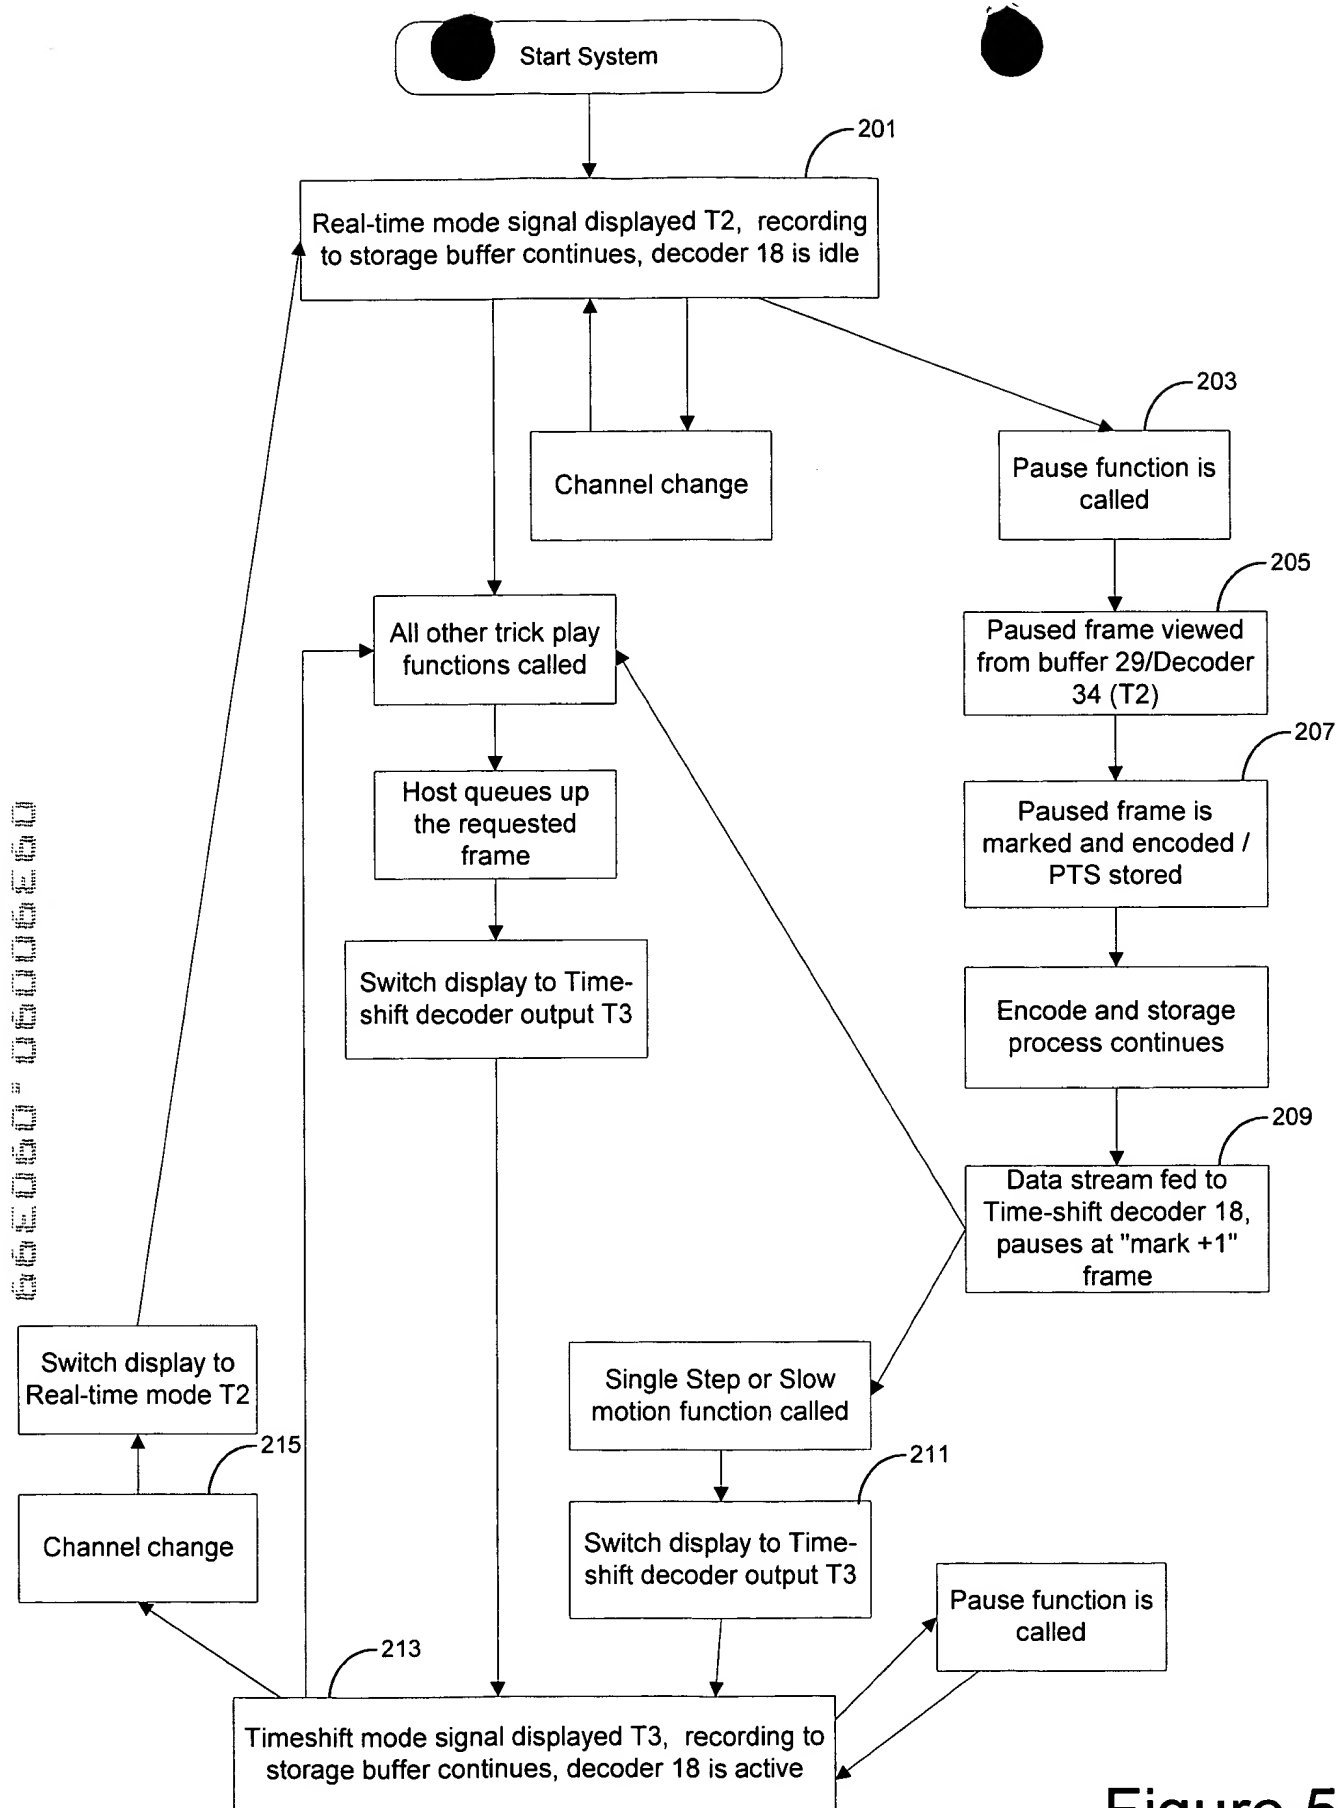 Start System
201
Real-time mode signal displayed T2, recording
to storage buffer continues, decoder 18 is idle
203
Channel change
Pause function is
called
205
All other trick play
functions called
Paused frame viewed
from buffer 29/Decoder
34 (T2)
207
Host queues up
the requested
frame
Paused frame is
marked and encoded /
PTS stored
Switch display to Time-
shift decoder output T3
Encode and storage
process continues
209
Data stream fed to
Time-shift decoder 18,
pauses at "mark +1"
frame
Switch display to
Real-time mode T2
Single Step or Slow
motion function called
215
211
Channel change
Switch display to Time-
shift decoder output T3
Pause function is
called
213
Timeshift mode signal displayed T3, recording to
storage buffer continues, decoder 18 is active
Figure 5